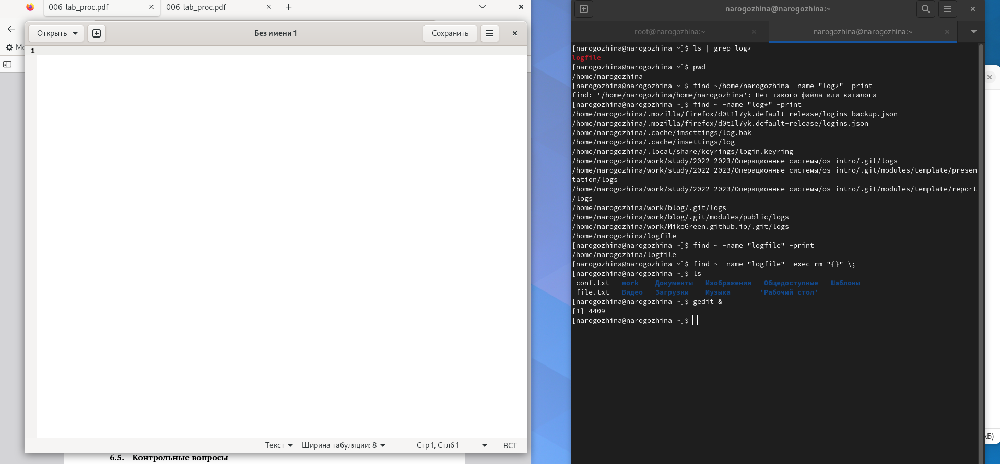 006-lab_proc.pdf
006-lab_proc.pdf
Открыть
Без имени 1
Сохранить
1
Текст
Ширина табуляции: 8
Стр 1, Стлб 1
ВСТ
6.5. Контрольные вопросы
narogozhina@narogozhina:~
root@narogozhina:~
narogozhina@narogozhina:~
[narogozhina@narogozhina ~]$ ls | grep log*
logfile
[narogozhina@narogozhina ~]$ pwd
/home/narogozhina
[narogozhina@narogozhina ~]$ find ~/home/narogozhina -name "log*" -print
find: ‘/home/narogozhina/home/narogozhina’: Нет такого файла или каталога
[narogozhina@narogozhina ~]$ find ~ -name "log*" -print
/home/narogozhina/.mozilla/firefox/d0t1l7yk.default-release/logins-backup.json
/home/narogozhina/.mozilla/firefox/d0t1l7yk.default-release/logins.json
/home/narogozhina/.cache/imsettings/log.bak
/home/narogozhina/.cache/imsettings/log
/home/narogozhina/.local/share/keyrings/login.keyring
/home/narogozhina/work/study/2022-2023/Операционные системы/os-intro/.git/logs
/home/narogozhina/work/study/2022-2023/Операционные системы/os-intro/.git/modules/template/presen
tation/logs
/home/narogozhina/work/study/2022-2023/Операционные системы/os-intro/.git/modules/template/report
/logs
/home/narogozhina/work/blog/.git/logs
/home/narogozhina/work/blog/.git/modules/public/logs
/home/narogozhina/work/MikoGreen.github.io/.git/logs
/home/narogozhina/logfile
[narogozhina@narogozhina ~]$ find ~ -name "logfile" -print
/home/narogozhina/logfile
[narogozhina@narogozhina ~]$ find ~ -name "logfile" -exec rm "{}" \;
[narogozhina@narogozhina ~]$ ls
conf.txt work Документы Изображения Общедоступные Шаблоны
file.txt Видео Загрузки Музыка 'Рабочий стол'
[narogozhina@narogozhina ~]$ gedit &
[1] 4409
[narogozhina@narogozhina ~]$